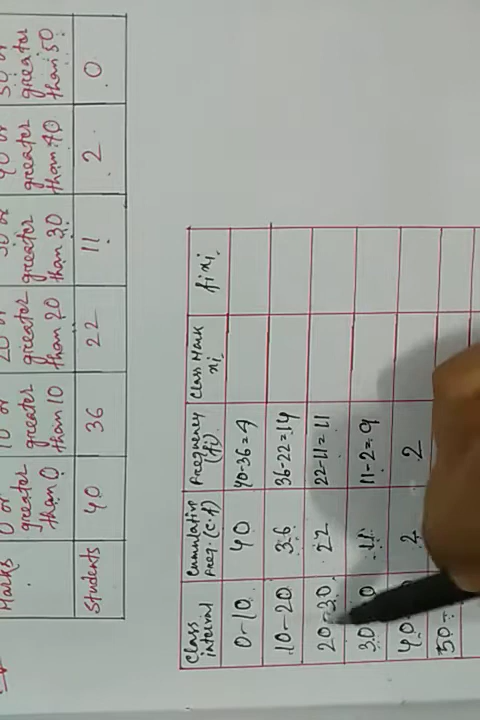 Marks
0 or greater than 0
10 or greater than 10
20 or greater than 20
30 or greater than 30
40 or greater than 40
50 or greater than 50
Students
40
36
22
11
2
0
Class interval
Cumulative freq. (c.f)
Frequency (fi)
Class Mark xi
fixi
0-10
40
40-36=4
10-20
36
36-22=14
20-30
22
22-11=11
30
0
11
11-2=9
40
2
2
50-